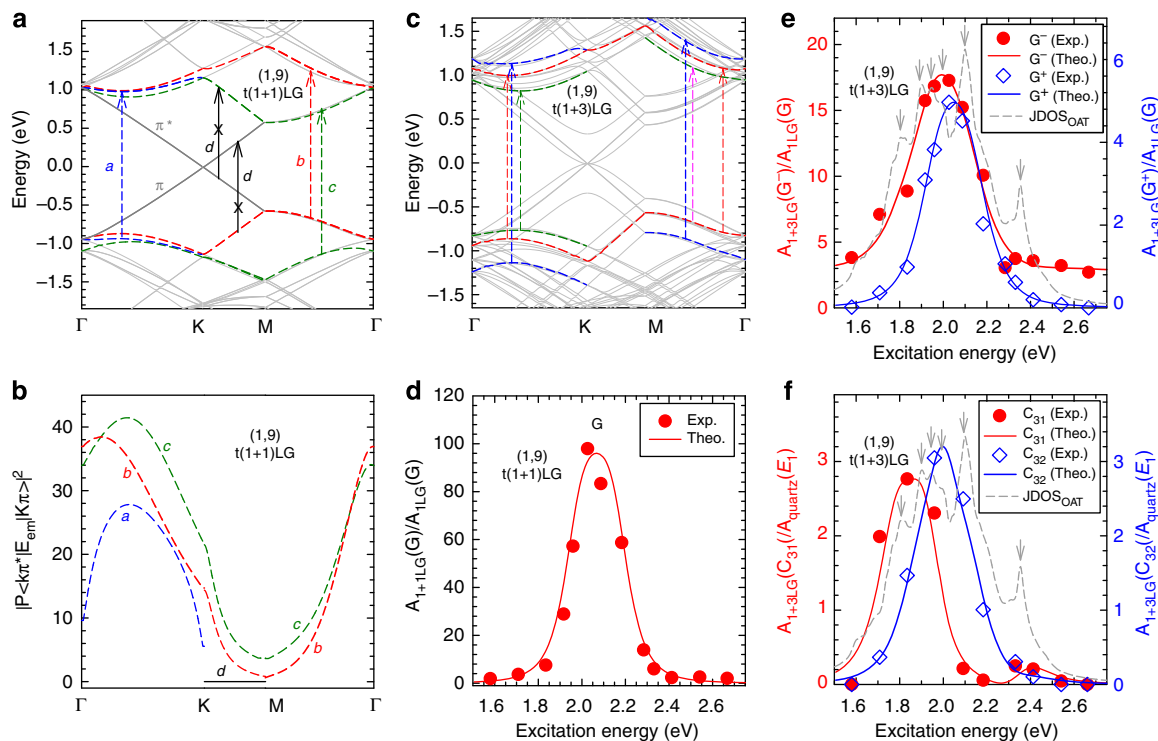 a
1.5
1.0
0.5
0.0
−0.5
−1.0
−1.5
Energy (eV)
(1,9)
t(1+1)LG
π*
π
a
d
d
b
c
x
x
Γ
K
M
Γ
c
1.5
1.0
0.5
0.0
−0.5
−1.0
−1.5
Energy (eV)
(1,9)
t(1+3)LG
Γ
K
M
Γ
e
20
15
10
5
0
A1+3LG(G−)/A1LG(G)
(1,9)
t(1+3)LG
G− (Exp.)
G− (Theo.)
G+ (Exp.)
G+ (Theo.)
JDOSOAT
6
5
4
3
2
1
0
A1+3LG(G+)/A1LG(G)
1.6 1.8 2.0 2.2 2.4 2.6
Excitation energy (eV)
b
40
30
20
10
0
|P<kπ*|Eem|Kπ>|2
(1,9)
t(1+1)LG
a
b
c
d
c
b
Γ
K
M
Γ
d
120
100
80
60
40
20
0
A1+1LG(G)/A1LG(G)
G
(1,9)
t(1+1)LG
Exp.
Theo.
1.6 1.8 2.0 2.2 2.4 2.6
Excitation energy (eV)
f
3
2
1
0
A1+3LG(C31)/Aquartz(E1)
(1,9)
t(1+3)LG
C31 (Exp.)
C31 (Theo.)
C32 (Exp.)
C32 (Theo.)
JDOSOAT
3
2
1
0
A1+3LG(C32(/Aquartz(E1)
1.6 1.8 2.0 2.2 2.4 2.6
Excitation energy (eV)